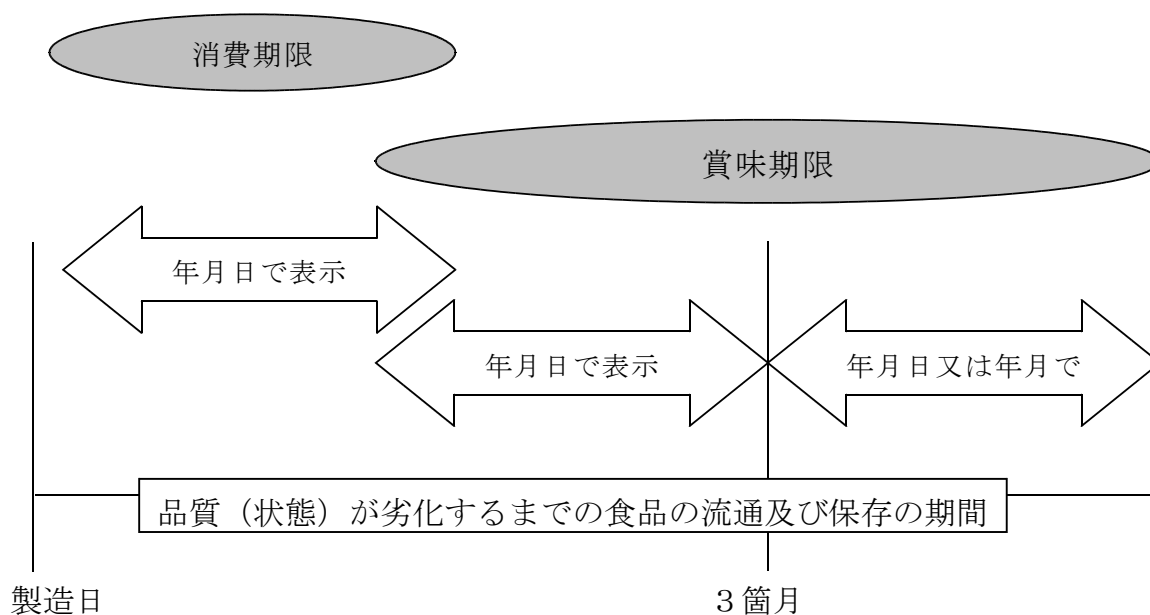 消費期限
賞味期限
年月日で表示
年月日で表示
年月日又は年月で
品質（状態）が劣化するまでの食品の流通及び保存の期間
製造日
３箇月